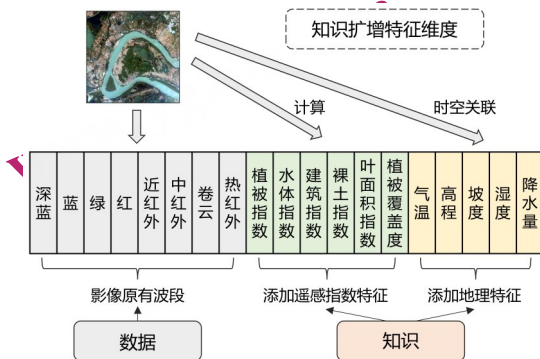 知识扩增特征维度
计算
时空关联
深蓝
蓝
绿
红
近红外
中红外
卷云
热红外
植被指数
水体指数
建筑指数
裸土指数
叶面积指数
植被覆盖度
气温
高程
坡度
湿度
降水量
影像原有波段
添加遥感指数特征
添加地理特征
数据
知识